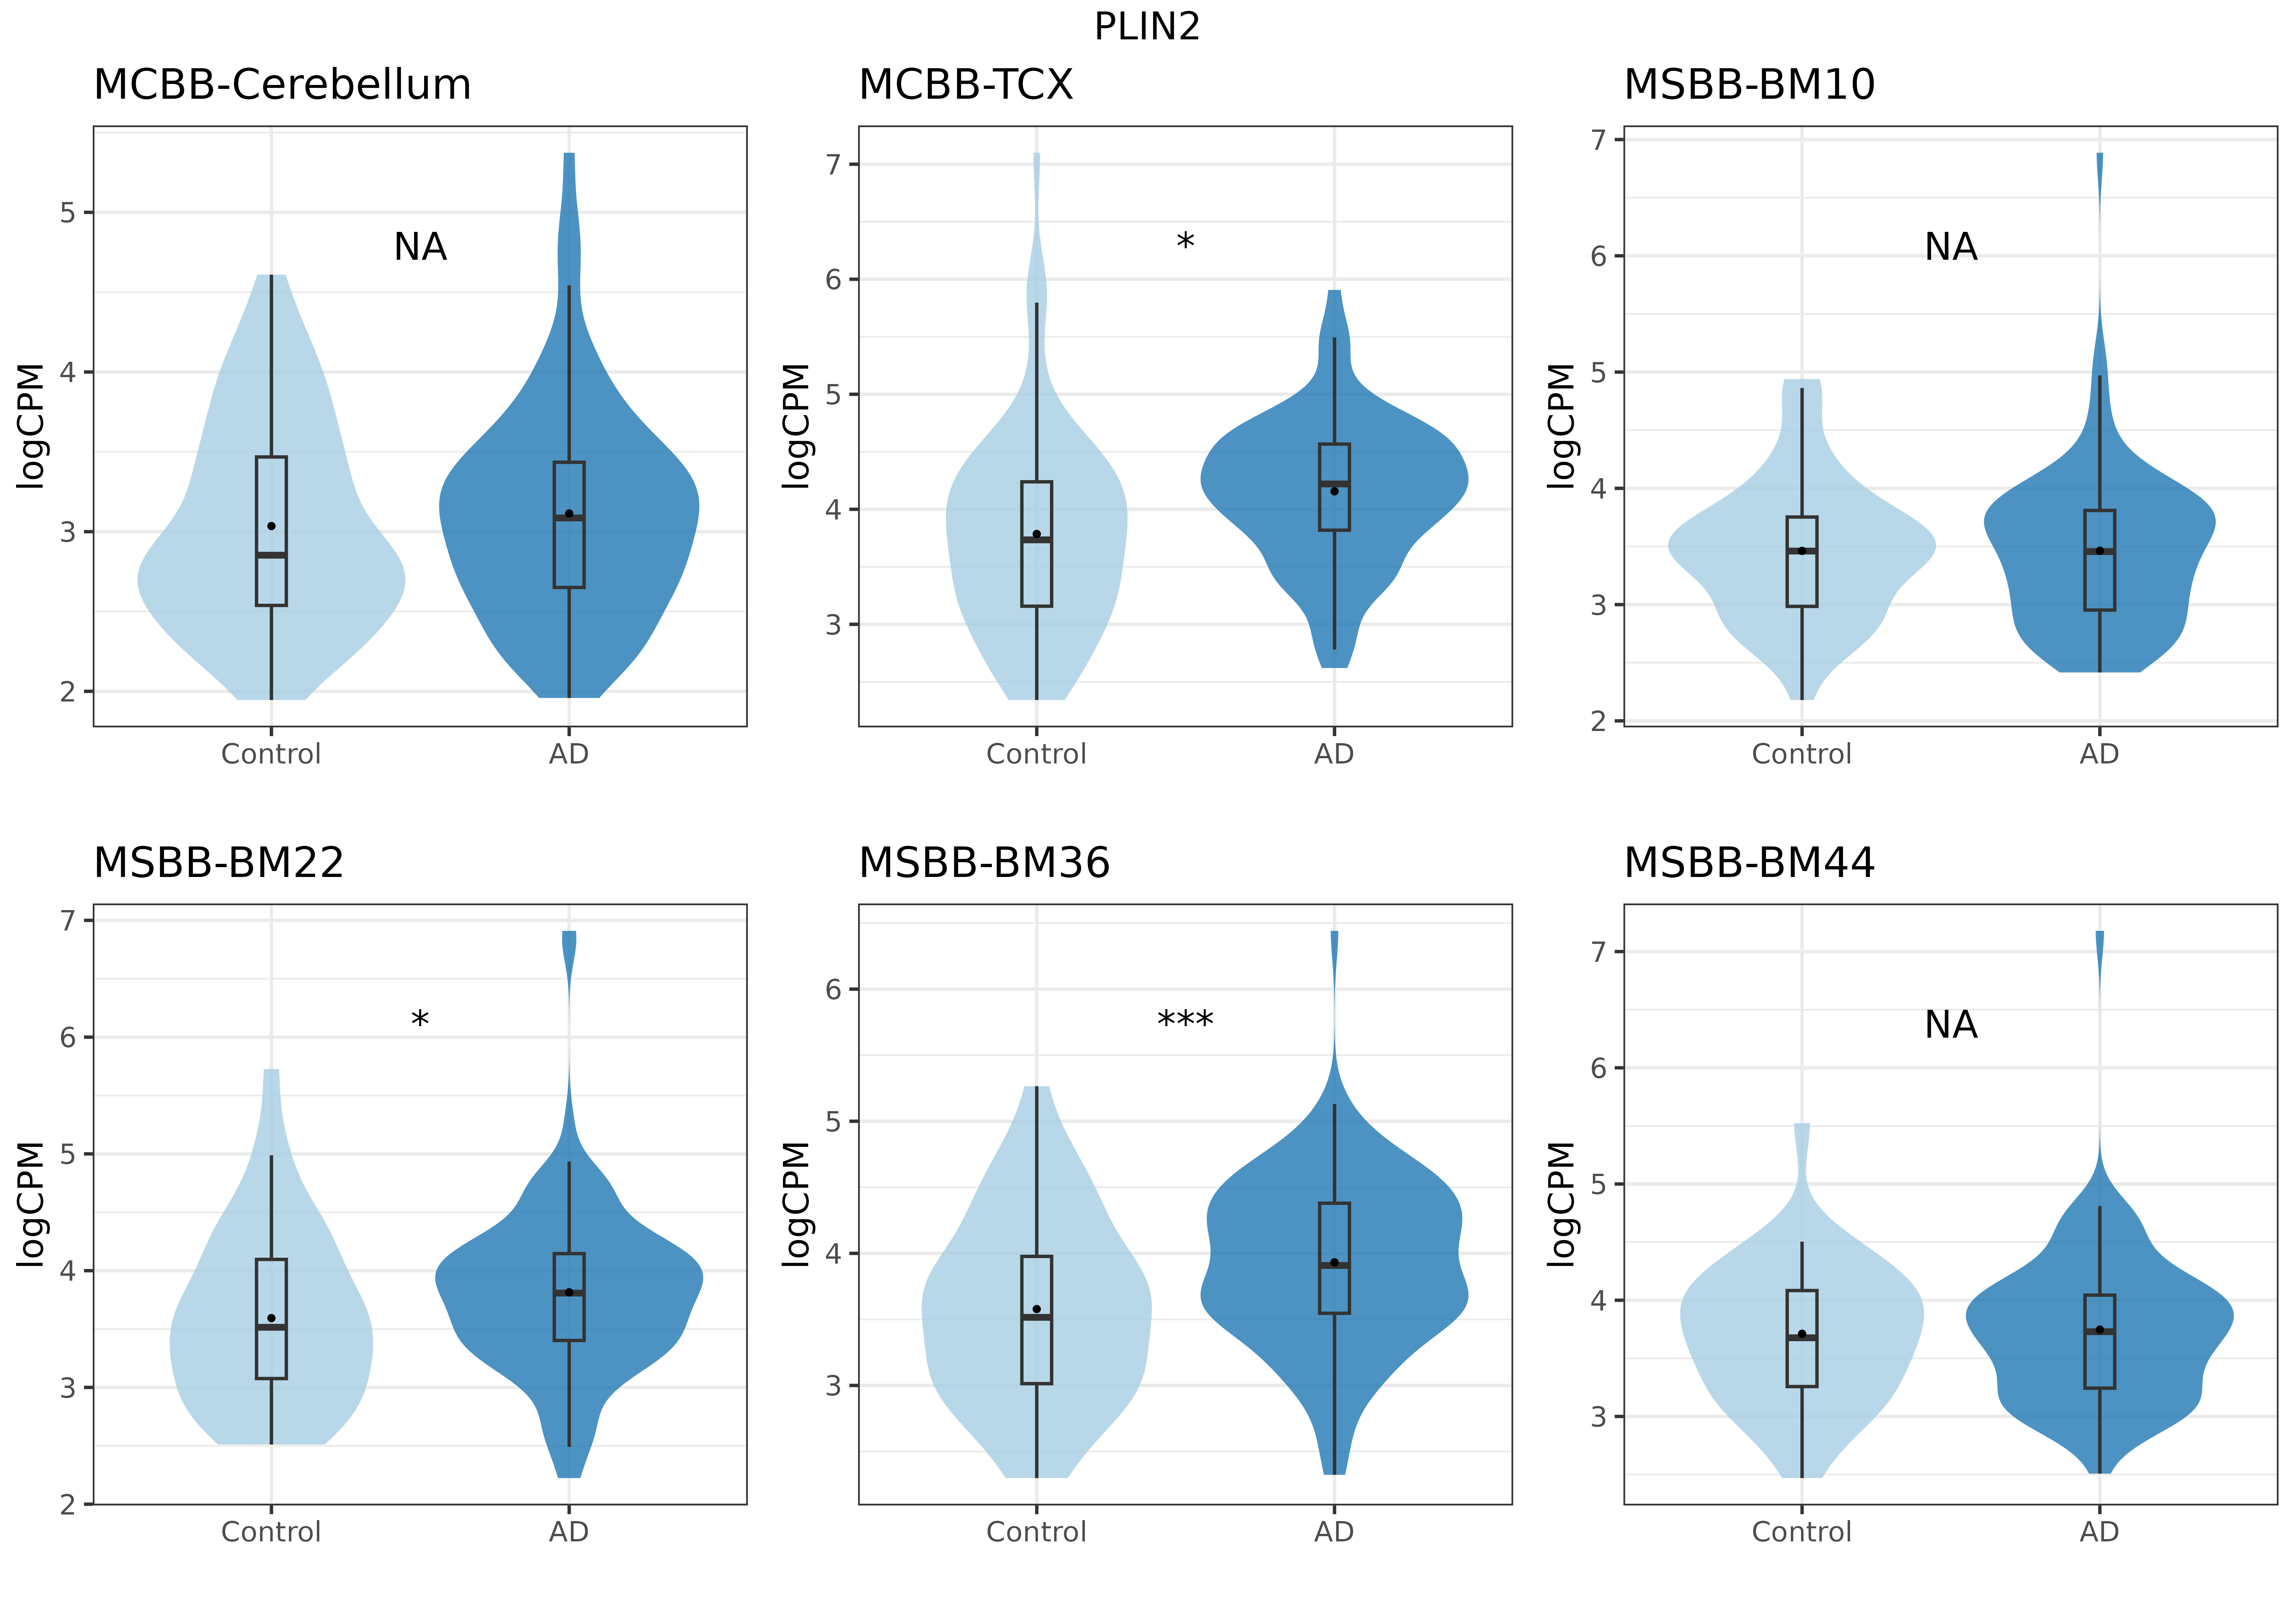 PLIN2
MCBB-Cerebellum
MCBB-TCX
MSBB-BM10
logCPM
5
4
3
2
NA
Control
AD
logCPM
7
6
5
4
3
*
Control
AD
logCPM
7
6
5
4
3
2
NA
Control
AD
MSBB-BM22
MSBB-BM36
MSBB-BM44
logCPM
7
6
5
4
3
2
*
Control
AD
logCPM
6
5
4
3
***
Control
AD
logCPM
7
6
5
4
3
NA
Control
AD